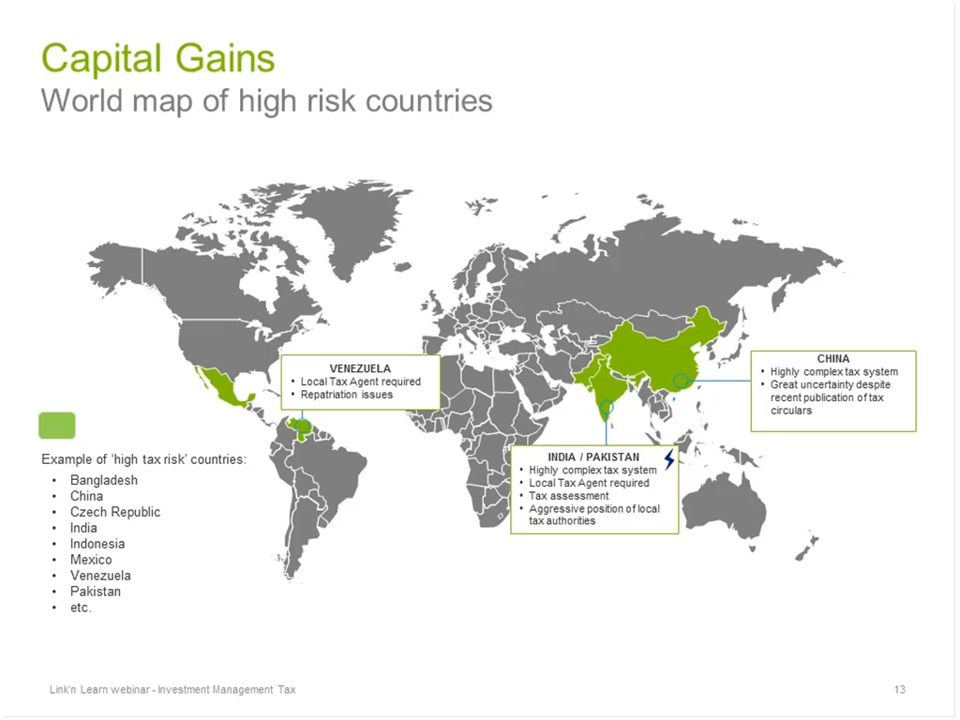 Capital Gains
World map of high risk countries
VENEZUELA
• Local Tax Agent required
• Repatriation issues
CHINA
• Highly complex tax system
• Great uncertainty despite
recent publication of tax
circulars
INDIA / PAKISTAN
• Highly complex tax system
• Local Tax Agent required
• Tax assessment
• Aggressive position of local
tax authorities
Example of ‘high tax risk’ countries:
• Bangladesh
• China
• Czech Republic
• India
• Indonesia
• Mexico
• Venezuela
• Pakistan
• etc.
Link'n Learn webinar - Investment Management Tax
13